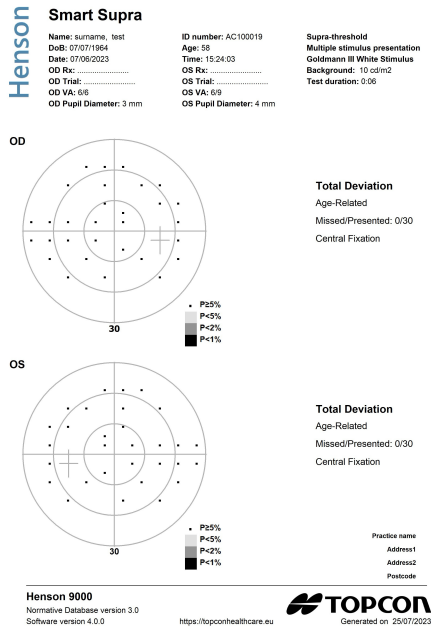 Henson
Smart Supra
Name: surname,  test
DoB: 07/07/1964
Date: 07/06/2023
OD Rx: ........................
OD Trial: ........................
OD VA: 6/6
OD Pupil Diameter: 3 mm
ID number: AC100019
Age: 58
Time: 15:24:03
OS Rx: ........................
OS Trial: ........................
OS VA: 6/9
OS Pupil Diameter: 4 mm
Supra-threshold
Multiple stimulus presentation
Goldmann III White Stimulus
Background:  10 cd/m2
Test duration: 0:06
OD
30
P≥5%
P<5%
P<2%
P<1%
Total Deviation
Age-Related
Missed/Presented: 0/30
Central Fixation
OS
30
P≥5%
P<5%
P<2%
P<1%
Total Deviation
Age-Related
Missed/Presented: 0/30
Central Fixation
Practice name
Address1
Address2
Postcode
Henson 9000
Normative Database version 3.0
Software version 4.0.0
https://topconhealthcare.eu
TOPCON
Generated on  25/07/2023